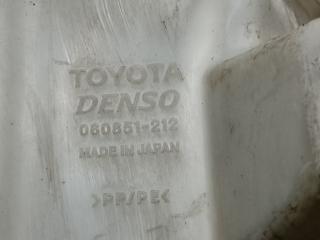 TOYOTA
DENSO
060851-212
MADE IN JAPAN
>PP/PE<